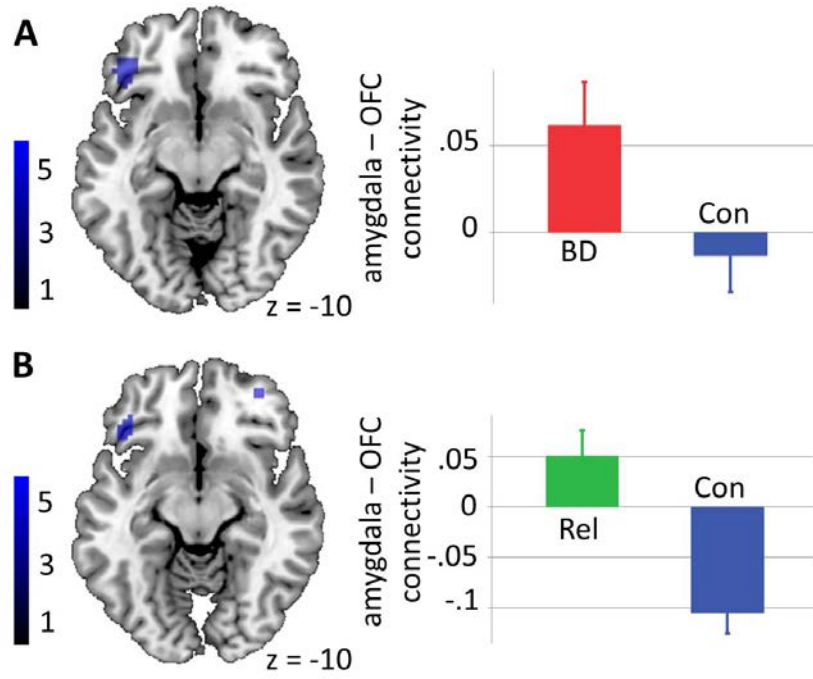 A
5
3
1
z = -10
amygdala – OFC
connectivity
.05
0
BD
Con
B
5
3
1
z = -10
amygdala – OFC
connectivity
.05
0
-.05
-.1
Rel
Con